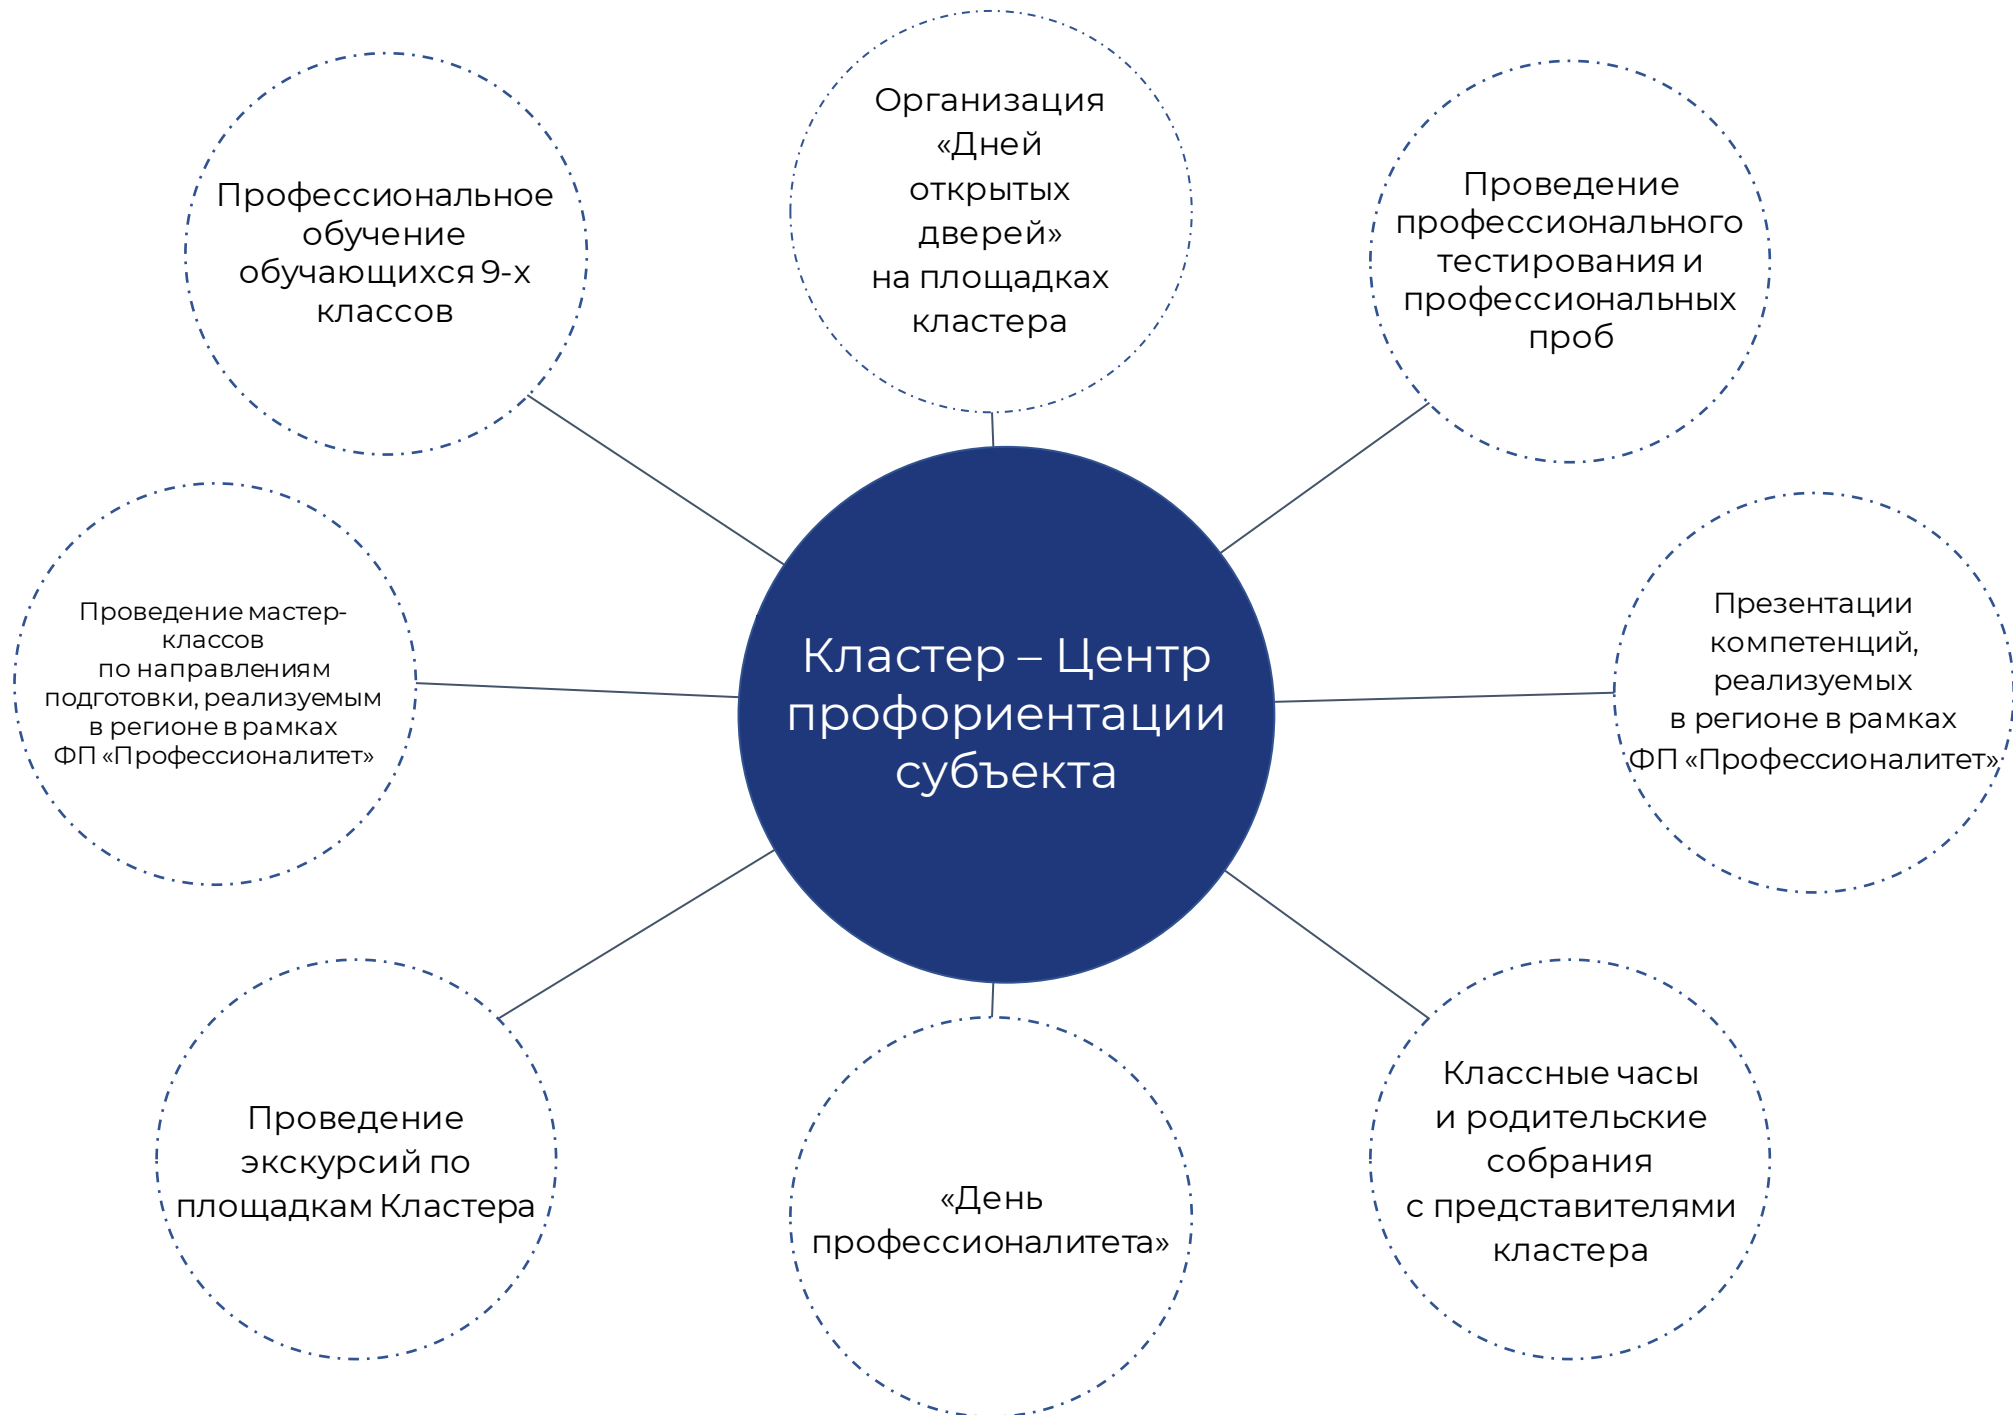 Профессиональное
обучение
обучающихся 9-х
классов
Организация
«Дней
открытых
дверей»
на площадках
кластера
Проведение
профессионального
тестирования и
профессиональных
проб
Проведение мастер-
классов
по направлениям
подготовки, реализуемым
в регионе в рамках
ФП «Профессионалитет»
Кластер – Центр
профориентации
субъекта
Презентации
компетенций,
реализуемых
в регионе в рамках
ФП «Профессионалитет»
Проведение
экскурсий по
площадкам Кластера
«День
профессионалитета»
Классные часы
и родительские
собрания
с представителями
кластера